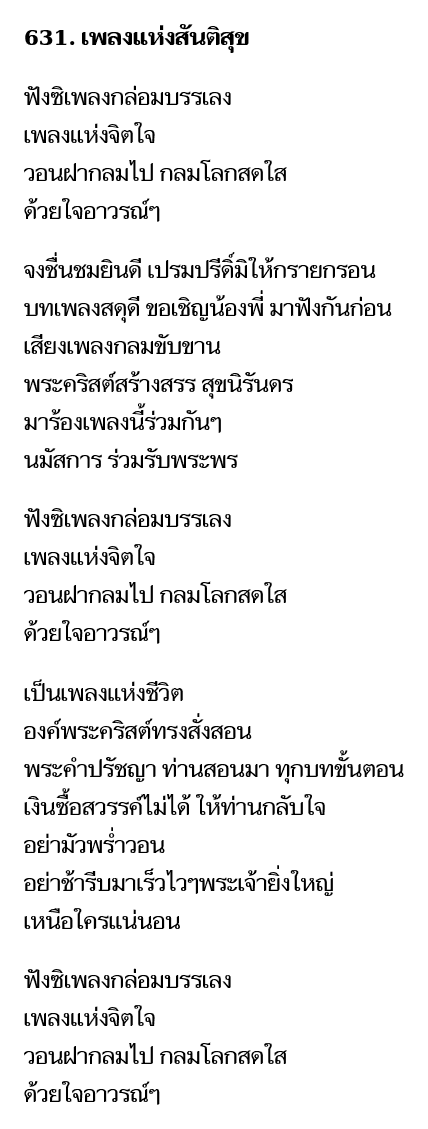 631. เพลงแห่งสันติสุข
ฟังซิเพลงกล่อมบรรเลง
เพลงแห่งจิตใจ
วอนฝากลมไป กลมโลกสดใส
ด้วยใจอาวรณ์ๆ
จงชื่นชมยินดี เปรมปรีดิ์มิให้กรายกรอน
บทเพลงสดุดี ขอเชิญน้องพี่ มาฟังกันก่อน
เสียงเพลงกลมขับขาน
พระคริสต์สร้างสรร สุขนิรันดร
มาร้องเพลงนี้ร่วมกันๆ
นมัสการ ร่วมรับพระพร
ฟังซิเพลงกล่อมบรรเลง
เพลงแห่งจิตใจ
วอนฝากลมไป กลมโลกสดใส
ด้วยใจอาวรณ์ๆ
เป็นเพลงแห่งชีวิต
องค์พระคริสต์ทรงสั่งสอน
พระคำปรัชญา ท่านสอนมา ทุกบทขั้นตอน
เงินซื้อสวรรค์ไม่ได้ ให้ท่านกลับใจ
อย่ามัวพร่ำวอน
อย่าช้ารีบมาเร็วไวๆพระเจ้ายิ่งใหญ่
เหนือใครแน่นอน
ฟังซิเพลงกล่อมบรรเลง
เพลงแห่งจิตใจ
วอนฝากลมไป กลมโลกสดใส
ด้วยใจอาวรณ์ๆ